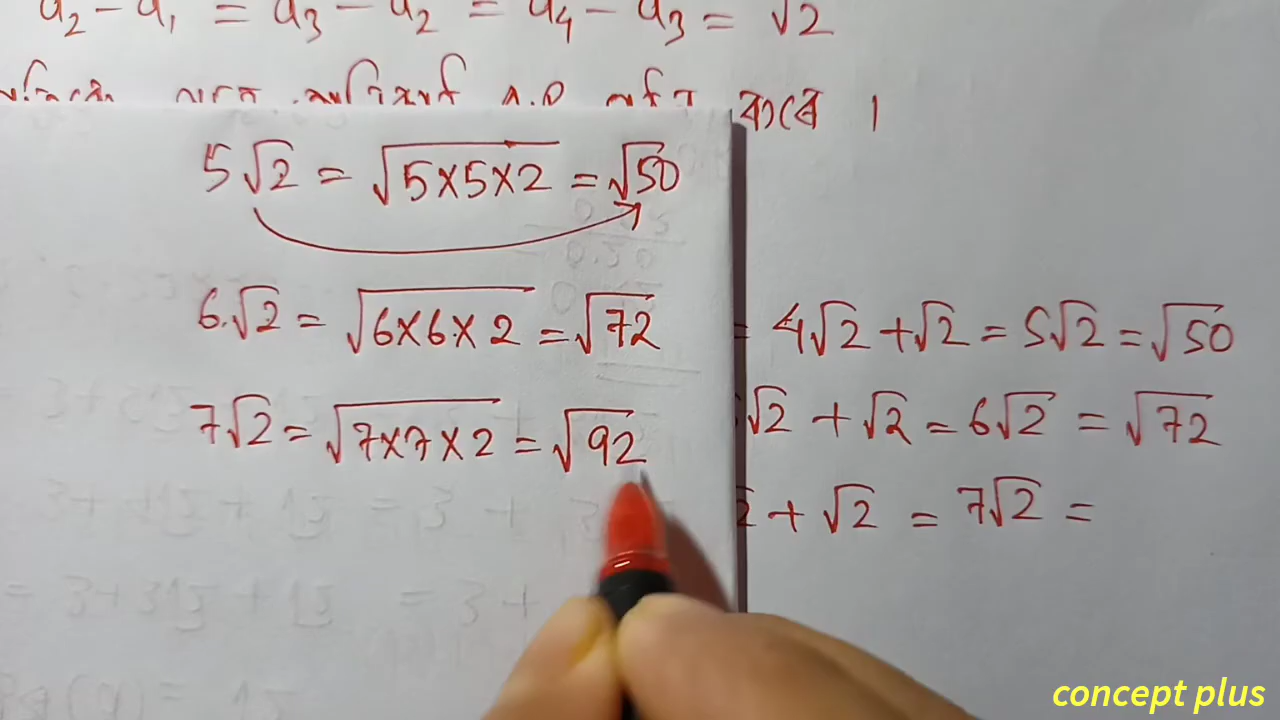 a₂ - a₁ = a₃ - a₂ = a₄ - a₃ = √2
A.P
5√2 = √5×5×2 = √50
6.√2 = √6×6×2 = √72
7√2 = √7×7×2 = √92
= 4√2 + √2 = 5√2 = √50
√2 + √2 = 6√2 = √72
+ √2 = 7√2 =
concept plus